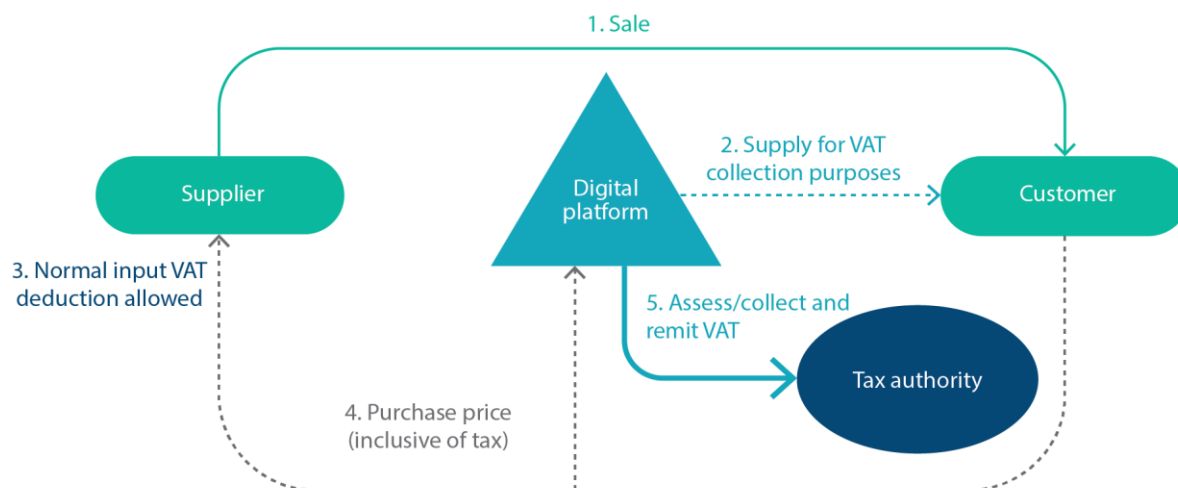 1. Sale
2. Supply for VAT
collection purposes
Supplier
Digital
platform
Customer
3. Normal input VAT
deduction allowed
5. Assess/collect and
remit VAT
Tax authority
4. Purchase price
(inclusive of tax)